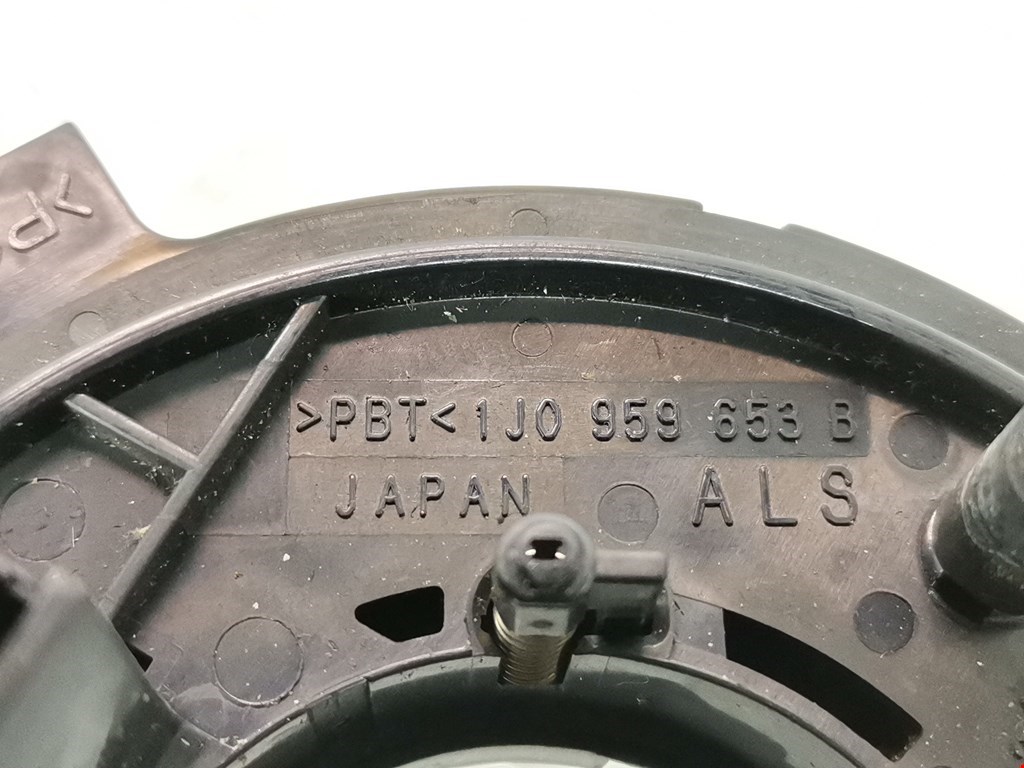 >PBT< 1J0 959 653 B
JAPAN ALS